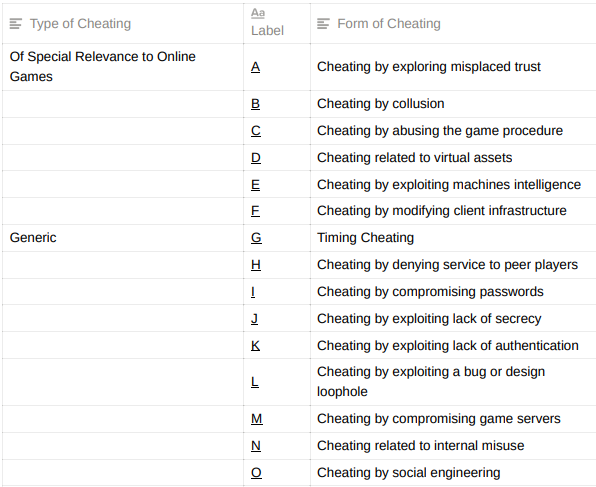 Type of Cheating Aa Label Form of Cheating
Of Special Relevance to Online Games A Cheating by exploring misplaced trust
B Cheating by collusion
C Cheating by abusing the game procedure
D Cheating related to virtual assets
E Cheating by exploiting machines intelligence
F Cheating by modifying client infrastructure
Generic G Timing Cheating
H Cheating by denying service to peer players
I Cheating by compromising passwords
J Cheating by exploiting lack of secrecy
K Cheating by exploiting lack of authentication
L Cheating by exploiting a bug or design loophole
M Cheating by compromising game servers
N Cheating related to internal misuse
O Cheating by social engineering